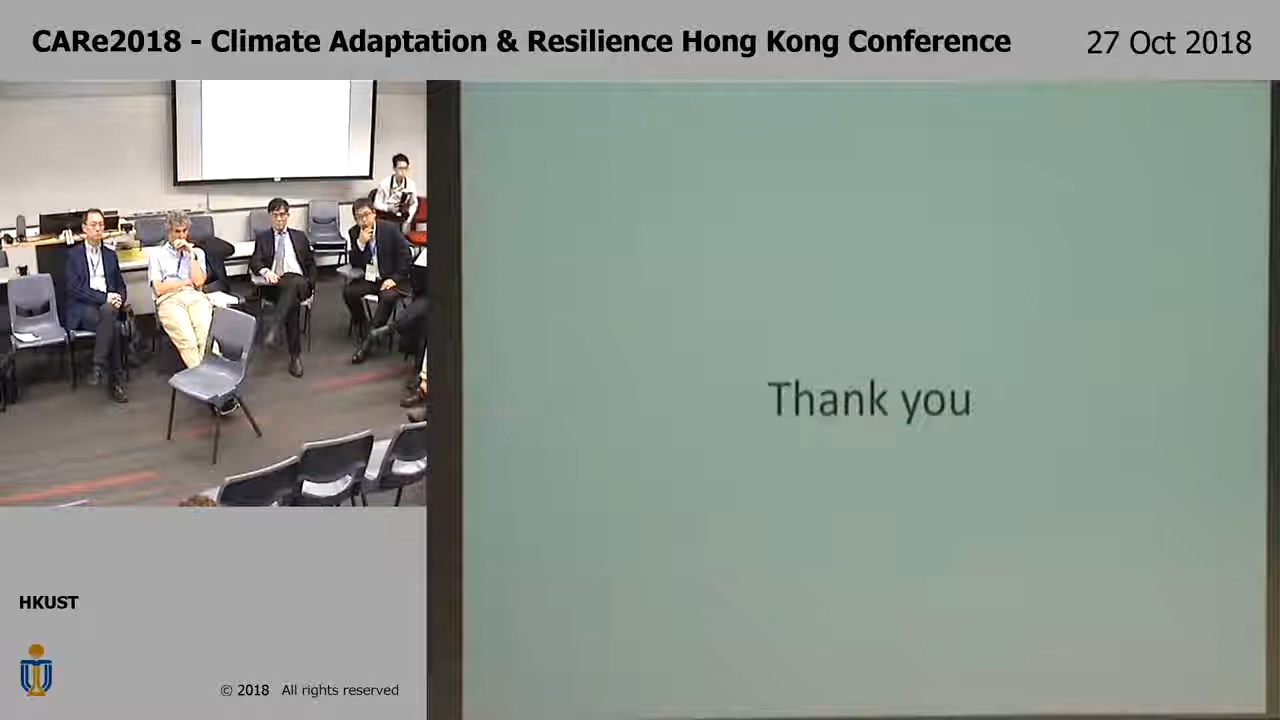 CARe2018 - Climate Adaptation & Resilience Hong Kong Conference
27 Oct 2018
Thank you
HKUST
© 2018 All rights reserved